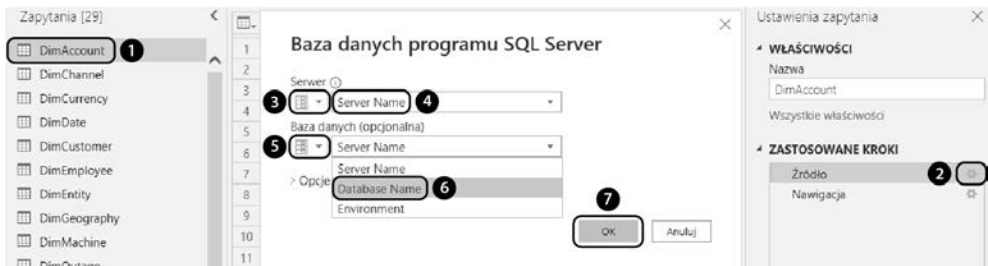 Zapytania [29]
DimAccount
1
DimChannel
DimCurrency
DimDate
DimCustomer
DimEmployee
DimEntity
DimGeography
DimMachine
DimOutage
1
2
3
4
5
6
7
8
9
10
11
Baza danych programu SQL Server
Serwer
3 Server Name 4
Baza danych (opcjonalna)
5 Server Name
Server Name
> Opcje
Database Name 6
Environment
7
OK Anuluj
Ustawienia zapytania
WŁAŚCIWOŚCI
Nazwa
DimAccount
Wszystkie właściwości
ZASTOSOWANE KROKI
Źródło 2
Nawigacja